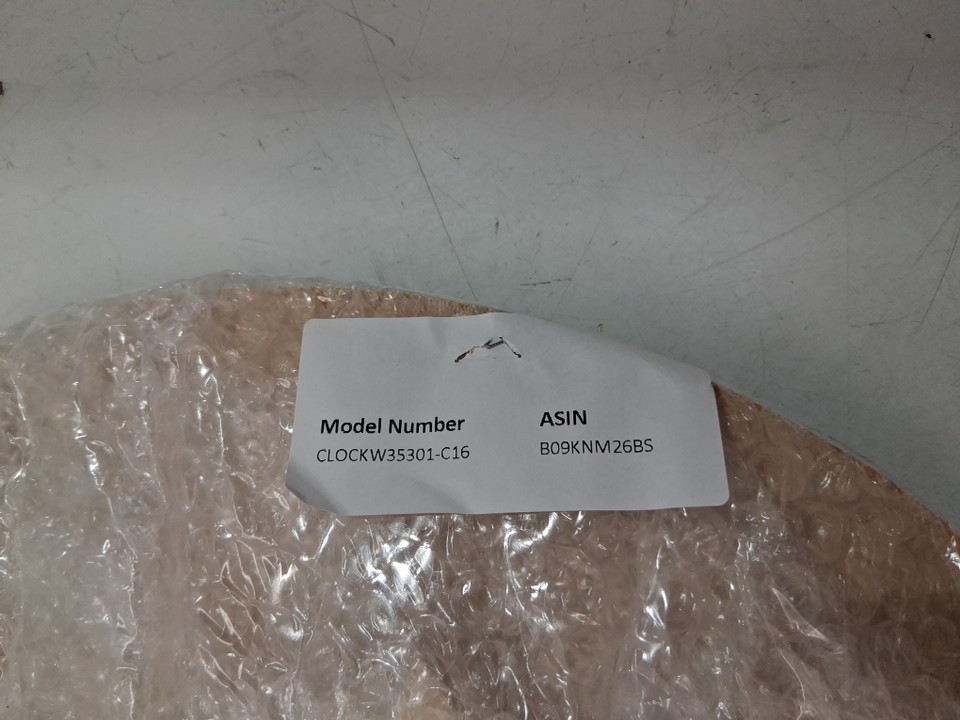 Model Number ASIN
CLOCKW35301-C16 B09KNM26BS